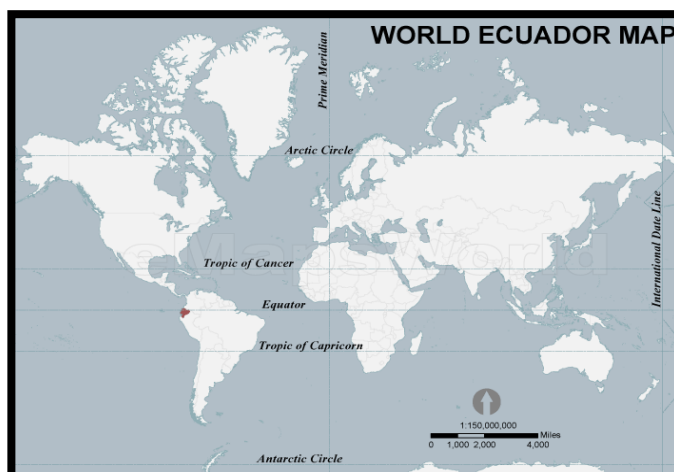 WORLD ECUADOR MAP
Prime Meridian
Arctic Circle
International Date Line
eMapsWorld
Tropic of Cancer
Equator
Tropic of Capricorn
1:150,000,000
Miles
0 1,000 2,000 4,000
Antarctic Circle